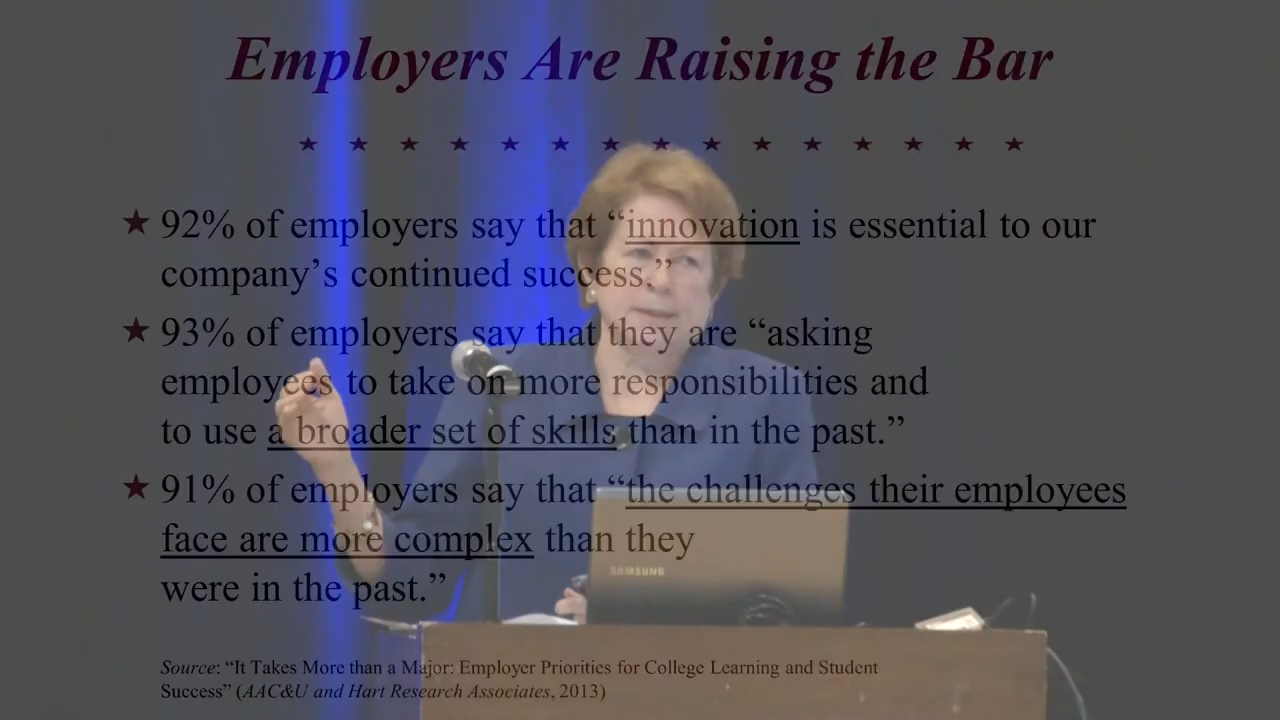 Employers Are Raising the Bar
92% of employers say that “innovation is essential to our
company’s continued success.”
93% of employers say that they are “asking
employees to take on more responsibilities and
to use a broader set of skills than in the past.”
91% of employers say that “the challenges their employees
face are more complex than they
were in the past.”
SAMSUNG
Source: “It Takes More than a Major: Employer Priorities for College Learning and Student
Success” (AAC&U and Hart Research Associates, 2013)